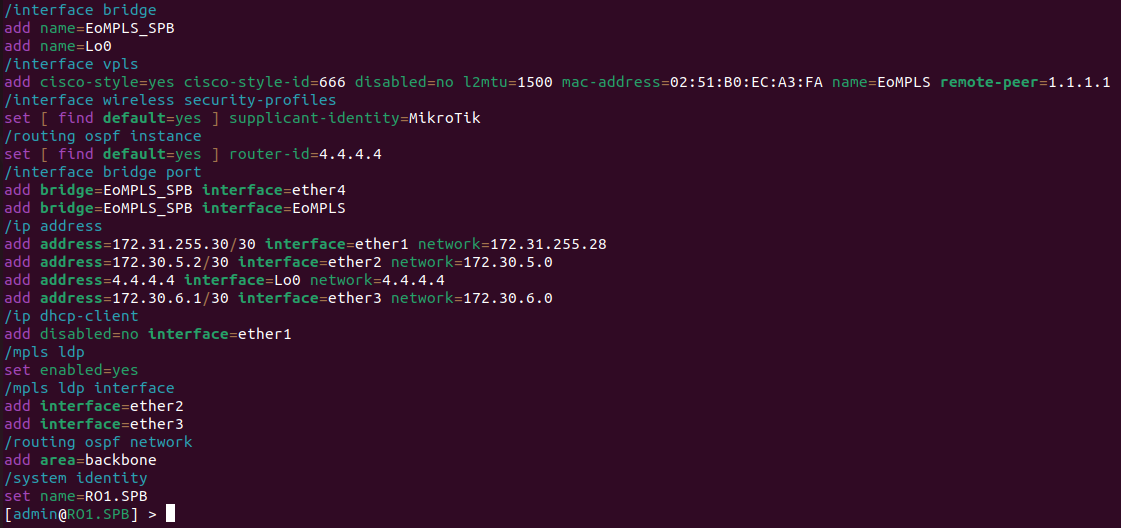 /interface bridge
add name=EoMPLS_SPB
add name=Lo0
/interface vpls
add cisco-style=yes cisco-style-id=666 disabled=no l2mtu=1500 mac-address=02:51:B0:EC:A3:FA name=EoMPLS remote-peer=1.1.1.1
/interface wireless security-profiles
set [ find default=yes ] supplicant-identity=MikroTik
/routing ospf instance
set [ find default=yes ] router-id=4.4.4.4
/interface bridge port
add bridge=EoMPLS_SPB interface=ether4
add bridge=EoMPLS_SPB interface=EoMPLS
/ip address
add address=172.31.255.30/30 interface=ether1 network=172.31.255.28
add address=172.30.5.2/30 interface=ether2 network=172.30.5.0
add address=4.4.4.4 interface=Lo0 network=4.4.4.4
add address=172.30.6.1/30 interface=ether3 network=172.30.6.0
/ip dhcp-client
add disabled=no interface=ether1
/mpls ldp
set enabled=yes
/mpls ldp interface
add interface=ether2
add interface=ether3
/routing ospf network
add area=backbone
/system identity
set name=RO1.SPB
[admin@RO1.SPB] >